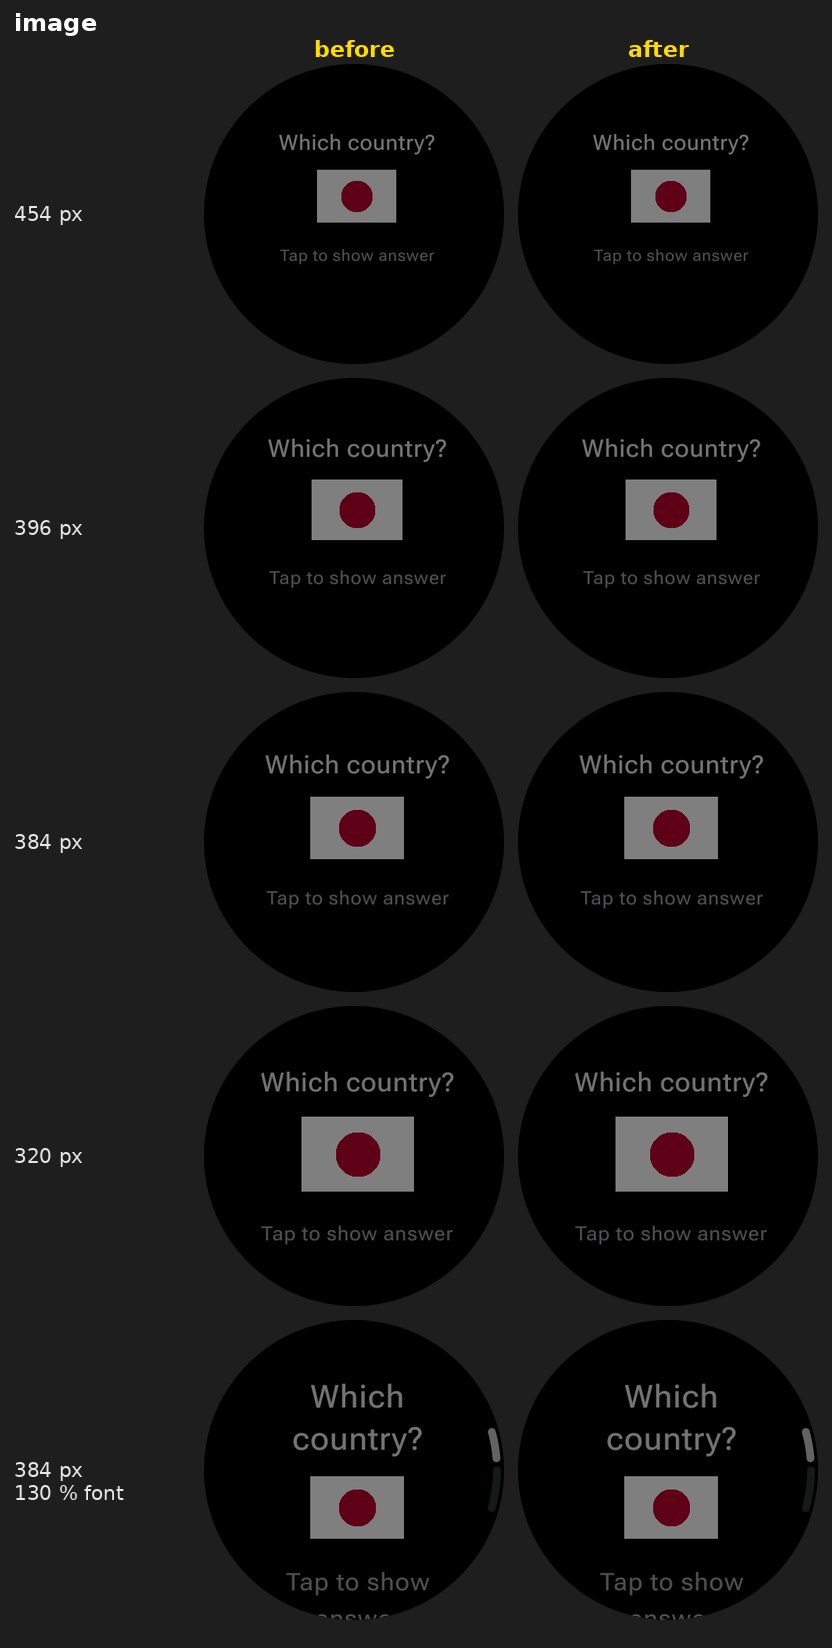 image
before after
454 px
Which country?
Tap to show answer
Which country?
Tap to show answer
396 px
Which country?
Tap to show answer
Which country?
Tap to show answer
384 px
Which country?
Tap to show answer
Which country?
Tap to show answer
320 px
Which country?
Tap to show answer
Which country?
Tap to show answer
384 px
130 % font
Which
country?
Tap to show
Which
country?
Tap to show